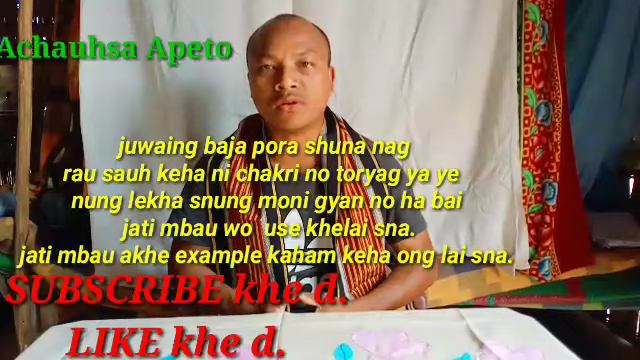 Achauhsa Apeto
juwaing baja pora shuna nag
rau sauh keha ni chakri no toryag ya ye
nung lekha snung moni gyan no ha bai
jati mbau wo use khelai sna.
jati mbau akhe example kaham keha ong lai sna.
SUBSCRIBE khe d.
LIKE khe d.